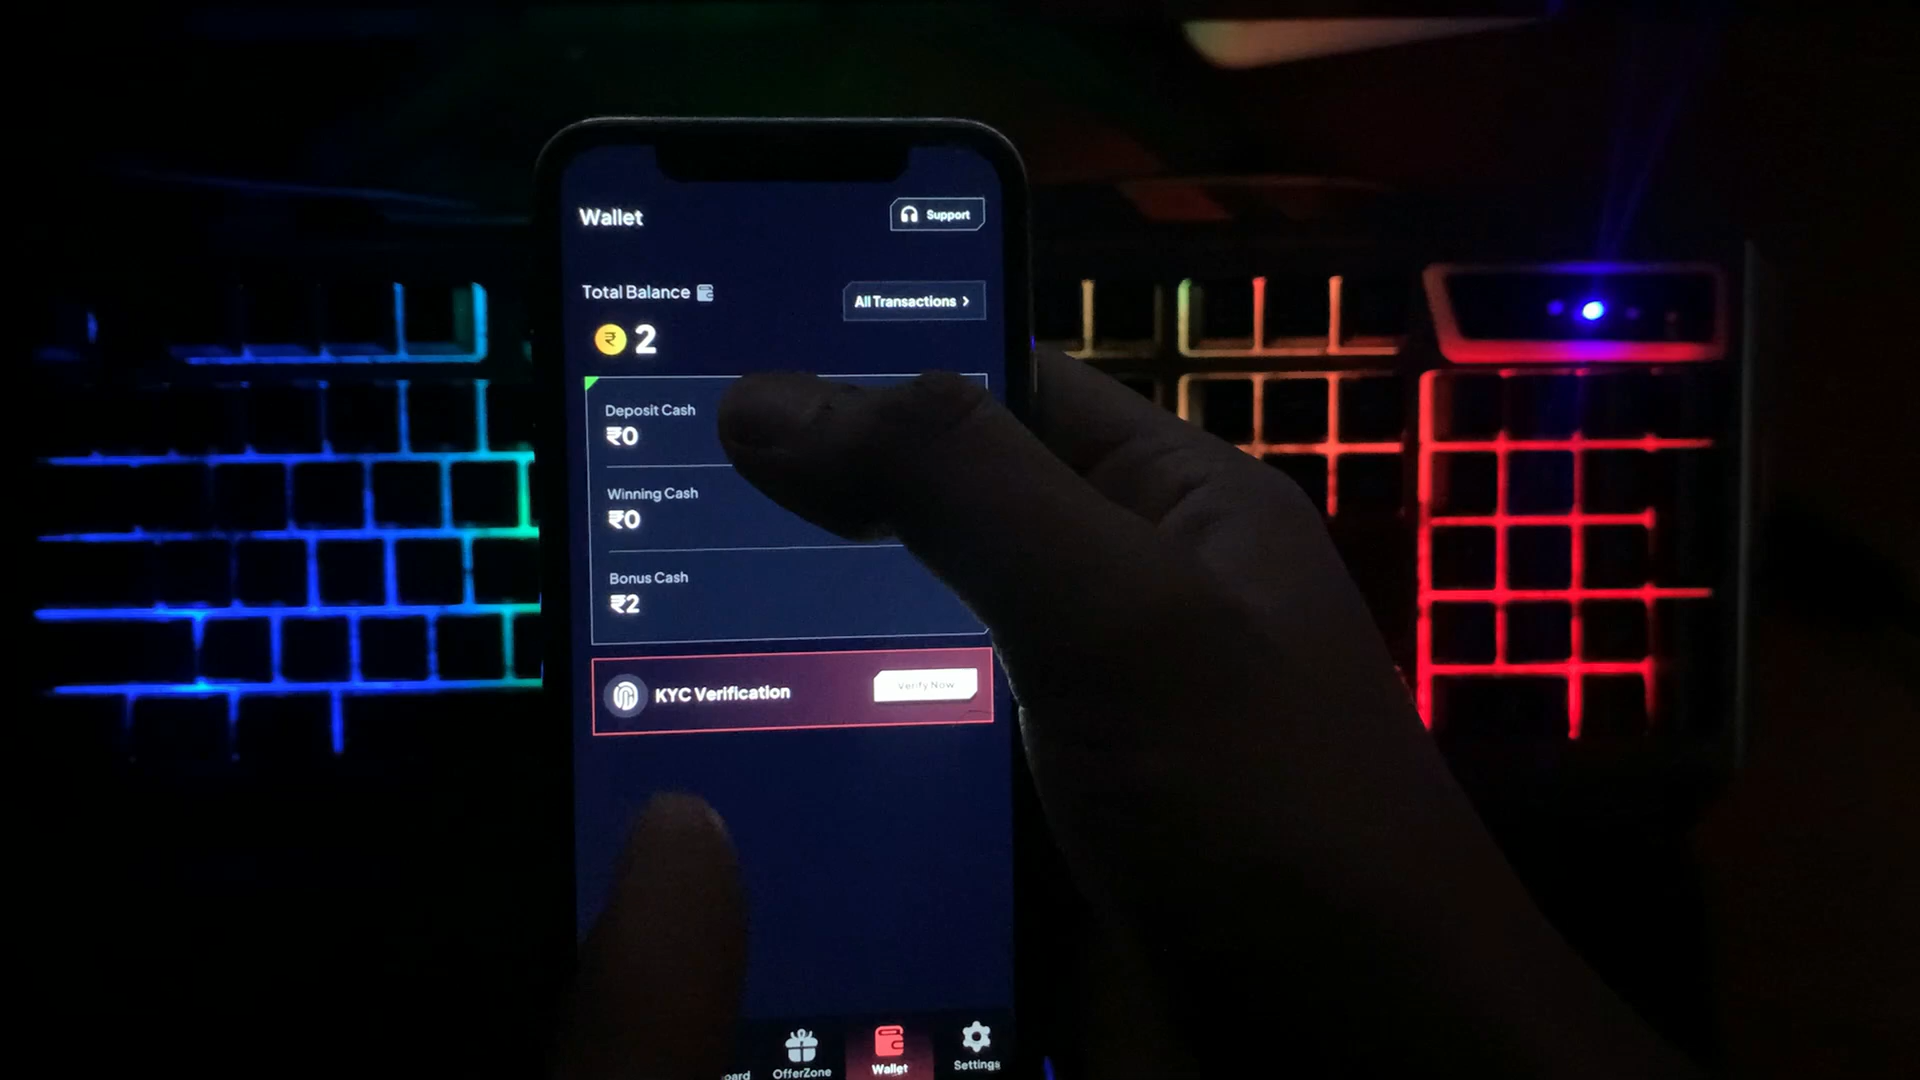 Wallet
Support
Total Balance
All Transactions >
₹ 2
Deposit Cash
₹0
Winning Cash
₹0
Bonus Cash
₹2
KYC Verification
Verify Now
oard
OfferZone
Wallet
Settings